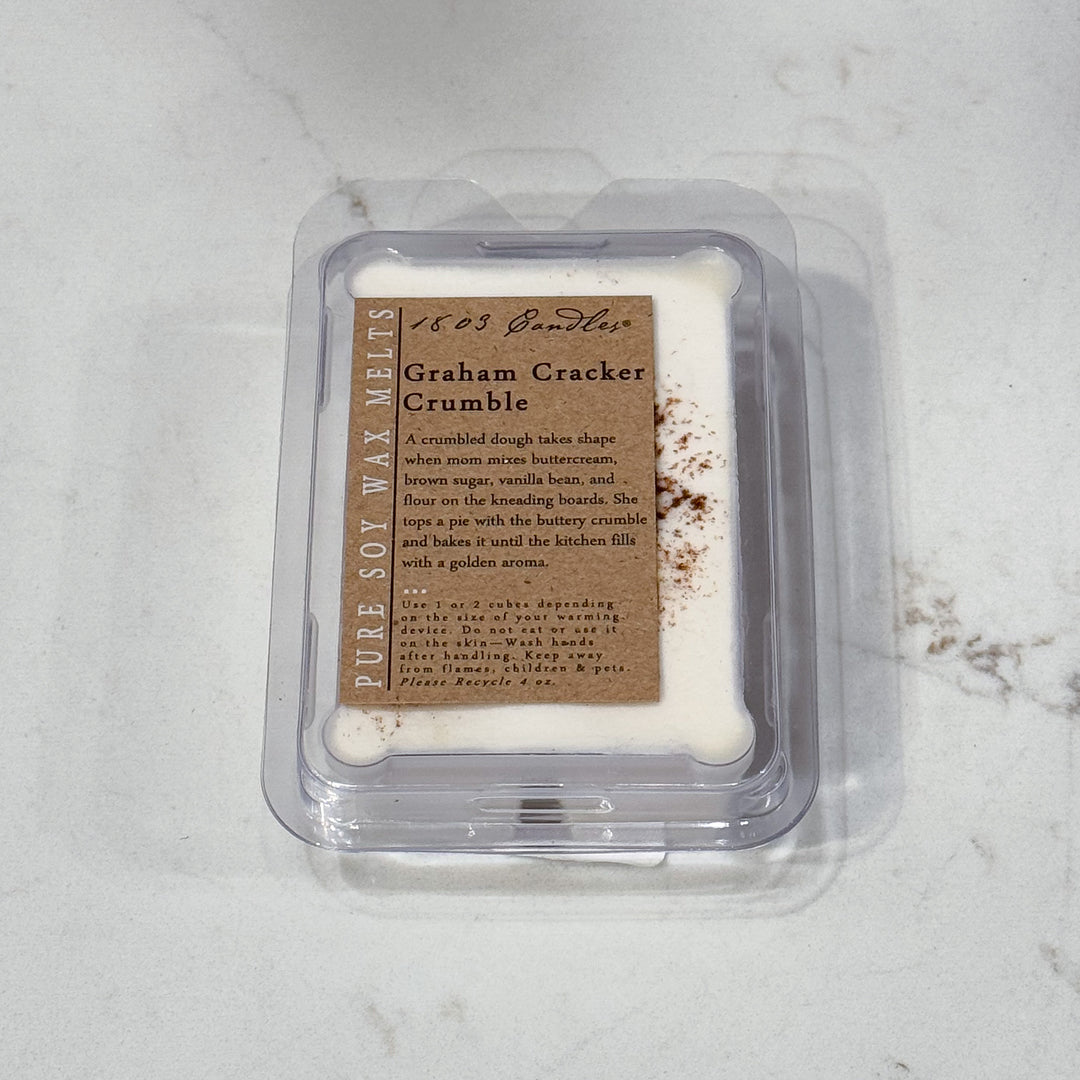 PURE SOY WAX MELTS
1803 Candles®
Graham Cracker
Crumble
A crumbled dough takes shape
when mom mixes buttercream,
brown sugar, vanilla bean, and
flour on the kneading boards. She
tops a pie with the buttery crumble
and bakes it until the kitchen fills
with a golden aroma.
Use 1 or 2 cubes depending
on the size of your warming
device. Do not eat or use it
on the skin—Wash hands
after handling. Keep away
from flames, children & pets.
Please Recycle 4 oz.